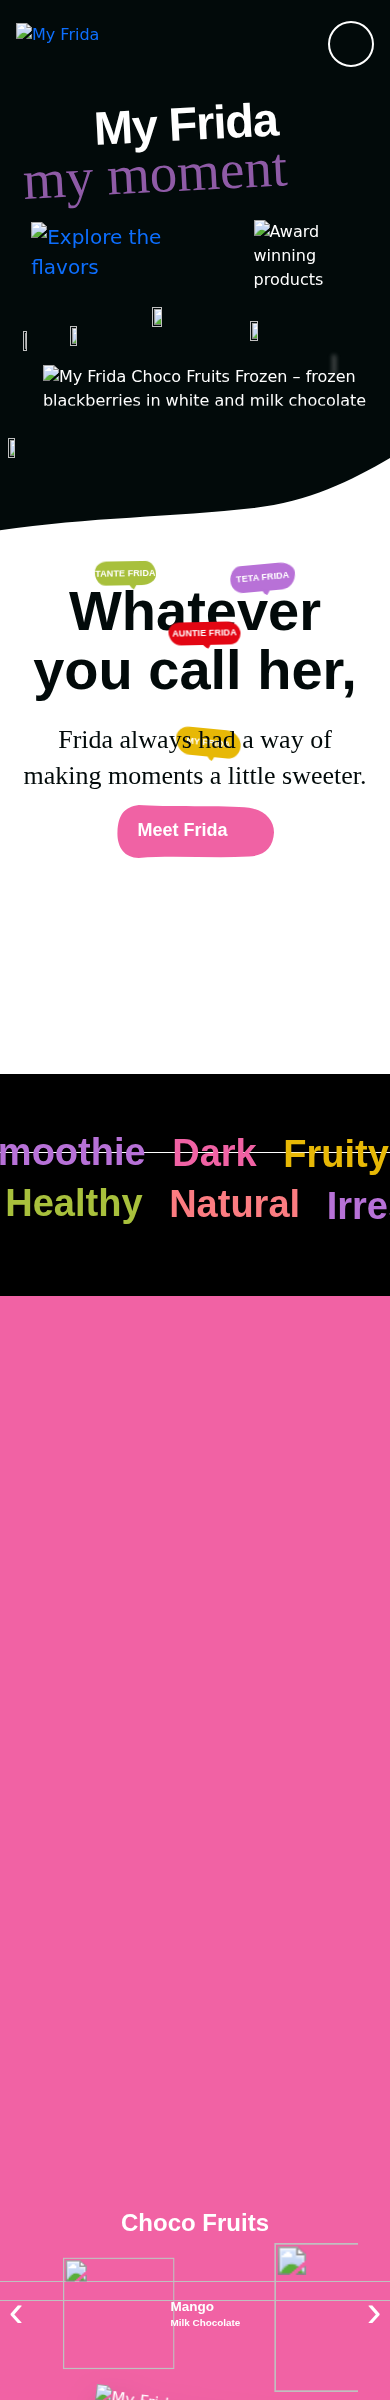 My Frida
My Frida
my moment
Explore the
flavors
Award
winning
products
My Frida Choco Fruits Frozen – frozen
blackberries in white and milk chocolate
TANTE FRIDA
TETA FRIDA
Whatever
AUNTIE FRIDA
you call her,
Frida always had a way of
making moments a little sweeter.
Meet Frida
moothie Dark Fruity
Healthy Natural Irre
Choco Fruits
Mango
Milk Chocolate
‹ ›
My Fri